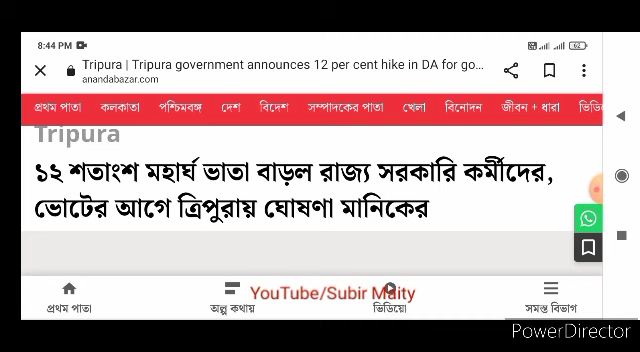 8:44 PM
62
Tripura | Tripura government announces 12 per cent hike in DA for go...
anandabazar.com
প্রথম পাতা কলকাতা পশ্চিমবঙ্গ দেশ বিদেশ সম্পাদকের পাতা খেলা বিনোদন জীবন + ধারা ভিডি
Tripura
১২ শতাংশ মহার্ঘ ভাতা বাড়ল রাজ্য সরকারি কর্মীদের,
ভোটের আগে ত্রিপুরায় ঘোষণা মানিকের
YouTube/Subir Maity
প্রথম পাতা অল্প কথায় ভিডিয়ো সমস্ত বিভাগ
PowerDirector